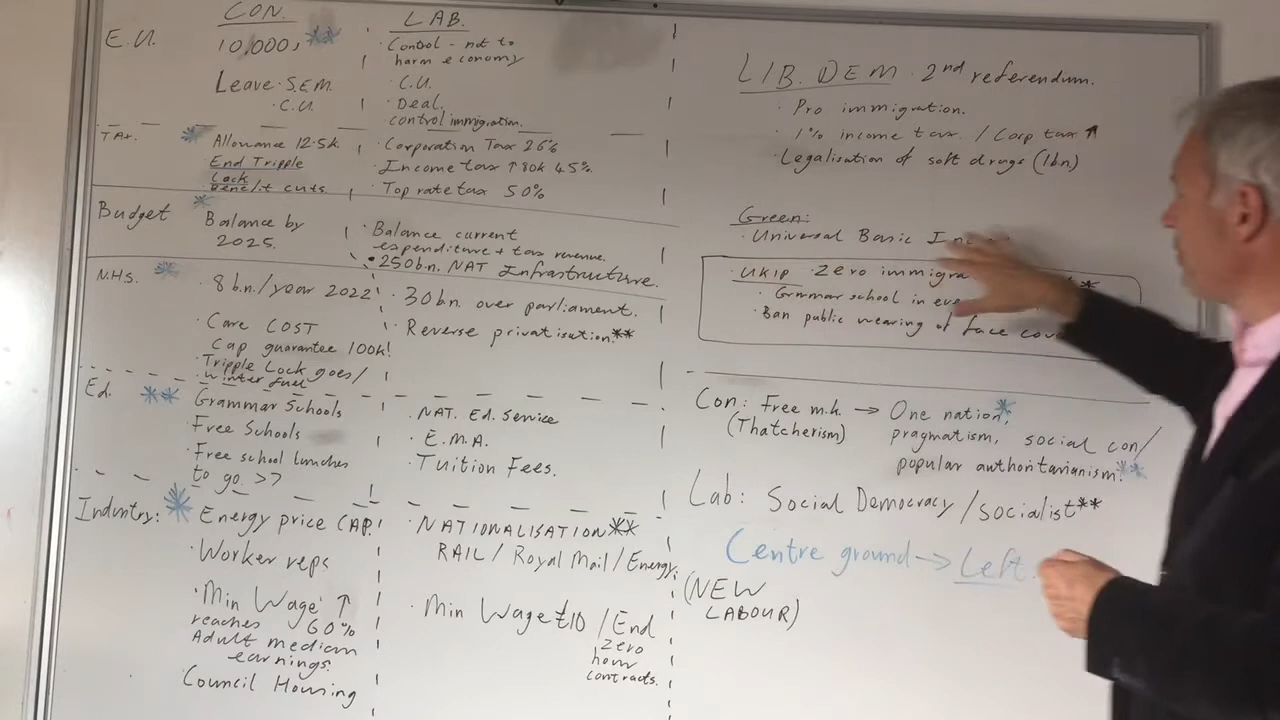 CON.
LAB.
E.U.
10,000, **
Leave · S.E.M.
· C.U.
· Control - not to
harm economy
· C.U.
· Deal.
control immigration.
TAx.
* Allowance 12.5k.
End Tripple
Lock
· Benefit cuts
· Corporation Tax 26%
· Income tax ↑ 80k 45%.
· Top rate tax 50%
Budget
* Balance by
2025.
· Balance current
expenditure + tax revenue.
· 250bn. NAT Infrastructure.
N.H.S.
* · 8bn./year 2022
· Care COST
Cap guarantee 100k!
· Tripple Lock goes/
· winter fuel
· 30bn. over parliament.
· Reverse privatisation.**
Ed.
** · Grammar Schools
· Free Schools
· Free school lunches
to go. >>
· NAT. Ed. Service
· E.M.A.
· Tuition Fees.
Industry:
* · Energy price CAP.
· Worker reps
· Min Wage ↑
reaches 60%
Adult median
earnings.
· Council Housing
· NATIONALISATION**
RAIL / Royal Mail / Energy.
· Min Wage £10 / End
zero
hour
contracts.
LIB. DEM · 2nd referendum.
· Pro immigration.
· 1% income tax. / Corp tax ↑
· Legalisation of soft drugs (1bn)
Green:
· Universal Basic
· UKIP · Zero immigra *
· Grammar school in eve
· Ban public wearing of face cov
Con: Free m.k. → One nation, *
(Thatcherism) pragmatism, social con/
popular authoritarianism. **
Lab: Social Democracy / socialist**
Centre ground → Left.
(NEW
LABOUR)